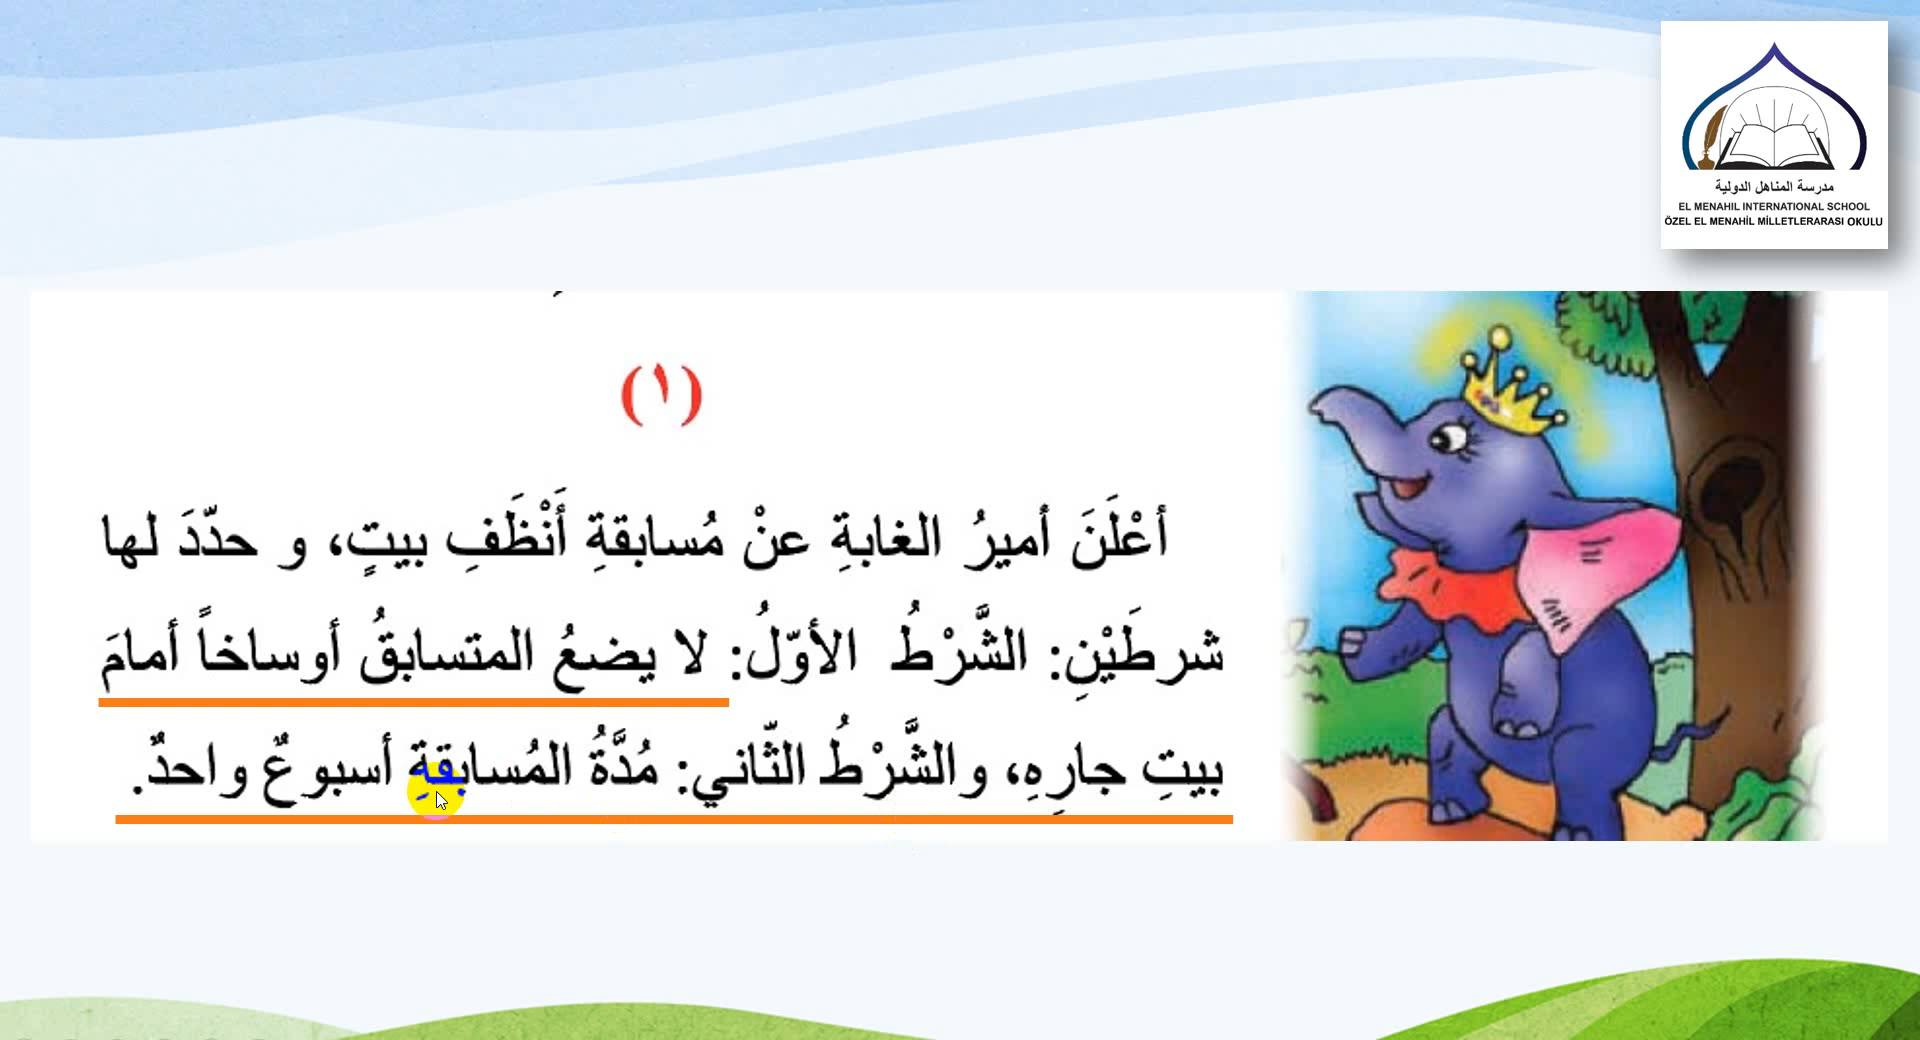 مدرسة المناهل الدولية
EL MENAHIL INTERNATIONAL SCHOOL
ÖZEL EL MENAHİL MİLLETLERARASI OKULU
(١)
أعْلَنَ أميرُ الغابةِ عنْ مُسابقةِ أَنْظَفِ بيتٍ، و حدّدَ لها
شرطَيْنِ: الشَّرْطُ الأوّلُ: لا يضعُ المتسابقُ أوساخاً أمامَ
بيتِ جارِهِ، والشَّرْطُ الثّاني: مُدَّةُ المُسابقةِ أسبوعٌ واحدٌ.